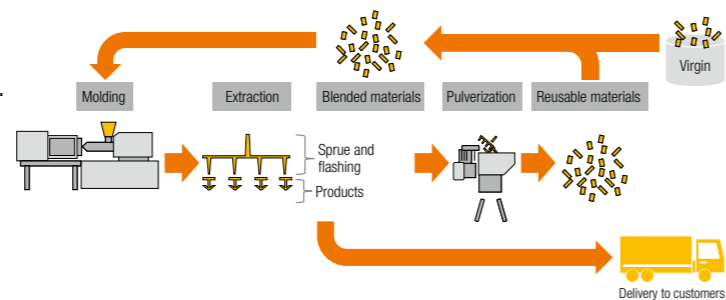 Virgin
Molding
Extraction
Blended materials
Pulverization
Reusable materials
Sprue and
flashing
Products
Delivery to customers